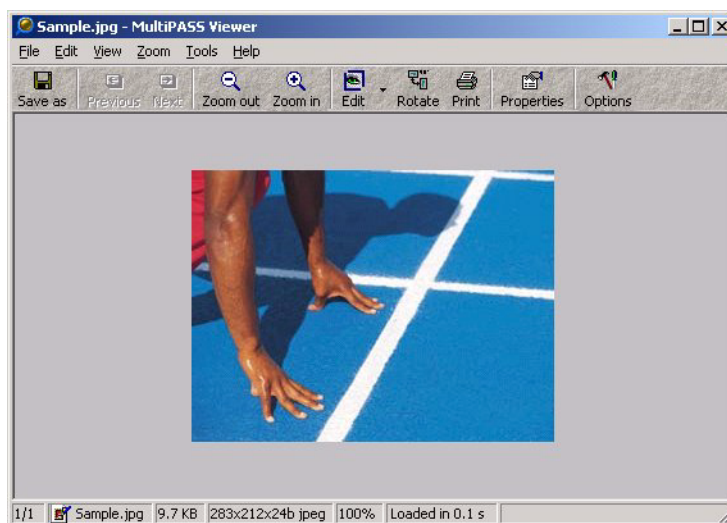 Sample.jpg - MultiPASS Viewer
File Edit View Zoom Tools Help
Save as Previous Next Zoom out Zoom in Edit Rotate Print Properties Options
1/1 Sample.jpg 9.7 KB 283x212x24b jpeg 100% Loaded in 0.1 s